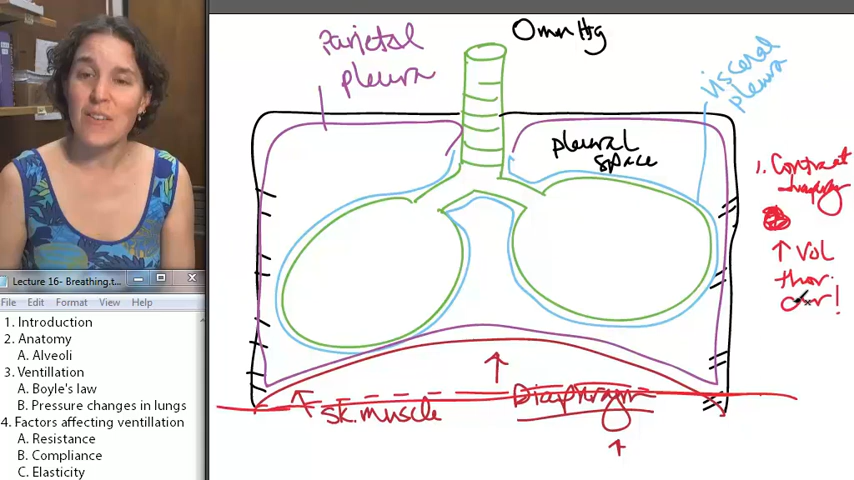 Parietal
pleura
0mmHg
visceral
pleura
pleural
space
1. Contract
↑ Vol
thor.
Diaphragm
Sk. muscle
Lecture 16- Breathing.t...
File Edit Format View Help
1. Introduction
2. Anatomy
A. Alveoli
3. Ventillation
A. Boyle's law
B. Pressure changes in lungs
4. Factors affecting ventillation
A. Resistance
B. Compliance
C. Elasticity